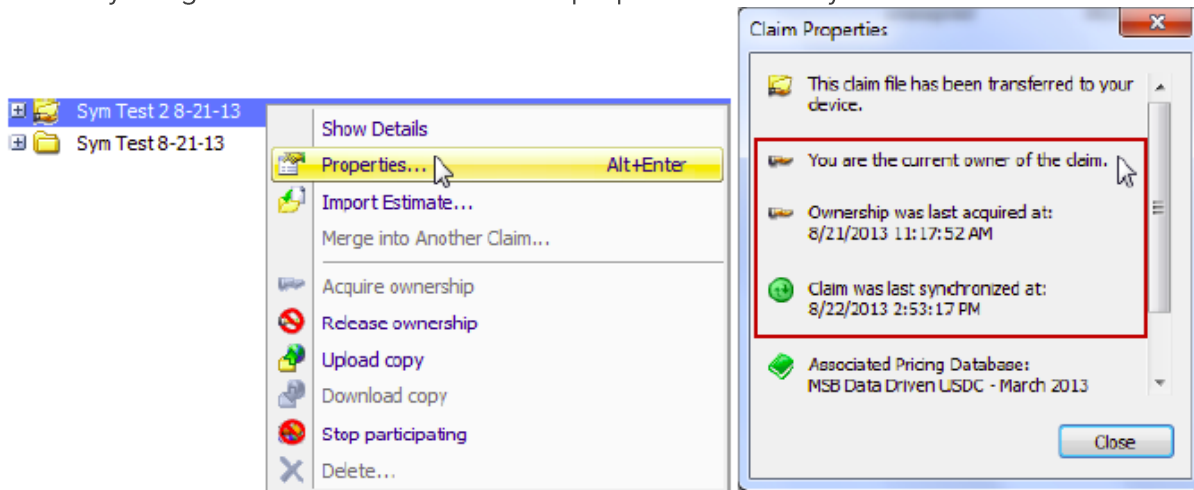 Claim Properties
Sym Test 2 8-21-13
Sym Test 8-21-13
Show Details
Properties... Alt+Enter
Import Estimate...
Merge into Another Claim...
Acquire ownership
Release ownership
Upload copy
Download copy
Stop participating
Delete...
This claim file has been transferred to your
device.
You are the current owner of the claim.
Ownership was last acquired at:
8/21/2013 11:17:52 AM
Claim was last synchronized at:
8/22/2013 2:53:17 PM
Associated Pricing Database:
MSB Data Driven USDC - March 2013
Close